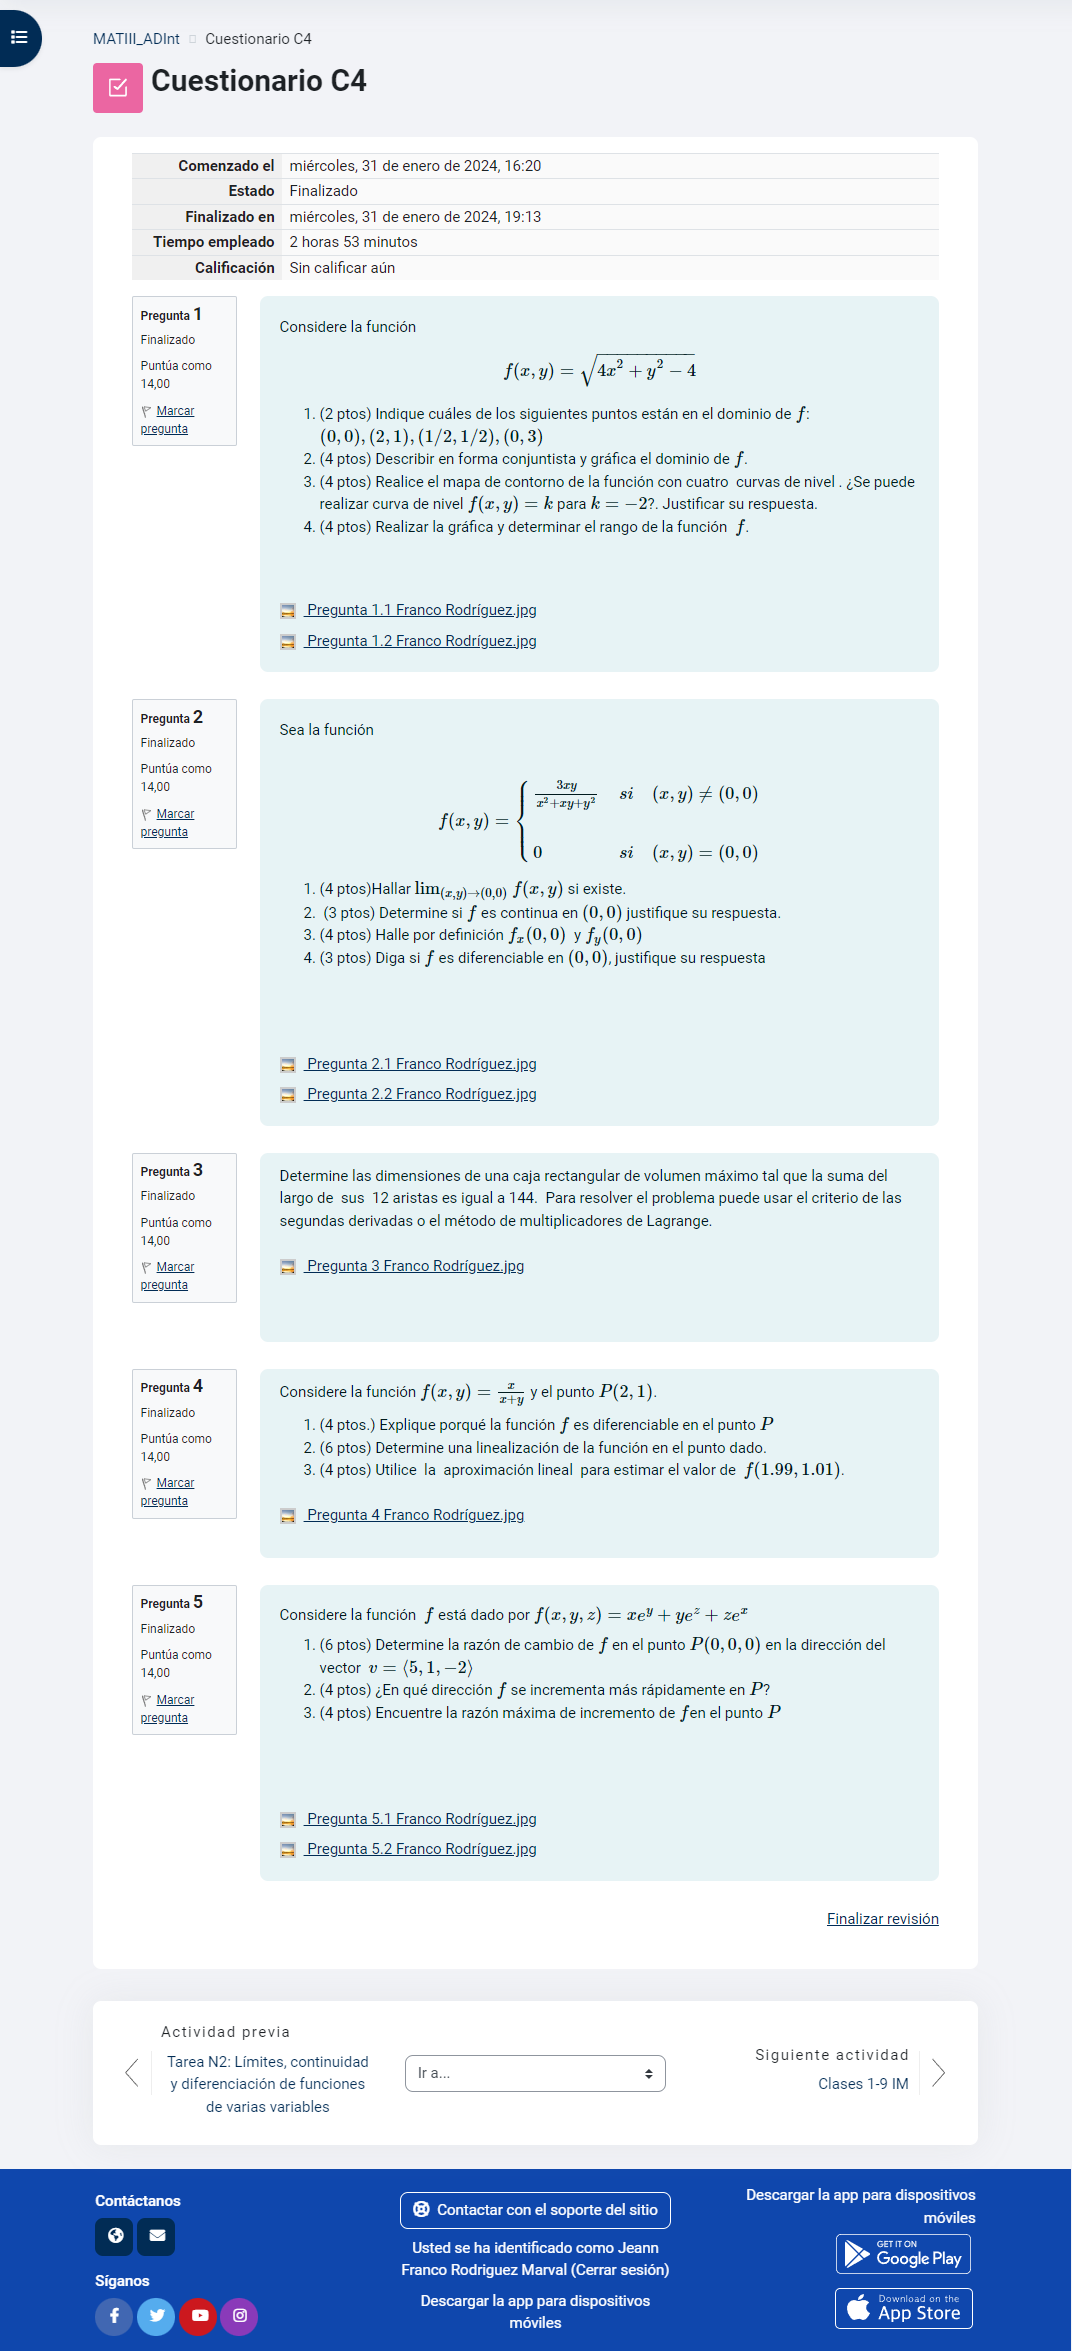 MATIII_ADInt Cuestionario C4
Cuestionario C4
Comenzado el miércoles, 31 de enero de 2024, 16:20
Estado Finalizado
Finalizado en miércoles, 31 de enero de 2024, 19:13
Tiempo empleado 2 horas 53 minutos
Calificación Sin calificar aún
Pregunta 1
Finalizado
Puntúa como
14,00
Marcar
pregunta
Considere la función
f(x, y) = √(4x² + y² − 4)
1. (2 ptos) Indique cuáles de los siguientes puntos están en el dominio de f:
(0, 0), (2, 1), (1/2, 1/2), (0, 3)
2. (4 ptos) Describir en forma conjuntista y gráfica el dominio de f.
3. (4 ptos) Realice el mapa de contorno de la función con cuatro curvas de nivel . ¿Se puede
realizar curva de nivel f(x, y) = k para k = −2?. Justificar su respuesta.
4. (4 ptos) Realizar la gráfica y determinar el rango de la función f.
Pregunta 1.1 Franco Rodríguez.jpg
Pregunta 1.2 Franco Rodríguez.jpg
Pregunta 2
Finalizado
Puntúa como
14,00
Marcar
pregunta
Sea la función
f(x, y) = { 3xy/(x²+xy+y²) si (x, y) ≠ (0, 0)
0 si (x, y) = (0, 0)
1. (4 ptos)Hallar lim(x,y)→(0,0) f(x, y) si existe.
2. (3 ptos) Determine si f es continua en (0, 0) justifique su respuesta.
3. (4 ptos) Halle por definición fx(0, 0) y fy(0, 0)
4. (3 ptos) Diga si f es diferenciable en (0, 0), justifique su respuesta
Pregunta 2.1 Franco Rodríguez.jpg
Pregunta 2.2 Franco Rodríguez.jpg
Pregunta 3
Finalizado
Puntúa como
14,00
Marcar
pregunta
Determine las dimensiones de una caja rectangular de volumen máximo tal que la suma del
largo de sus 12 aristas es igual a 144. Para resolver el problema puede usar el criterio de las
segundas derivadas o el método de multiplicadores de Lagrange.
Pregunta 3 Franco Rodríguez.jpg
Pregunta 4
Finalizado
Puntúa como
14,00
Marcar
pregunta
Considere la función f(x, y) = x/(x+y) y el punto P(2, 1).
1. (4 ptos.) Explique porqué la función f es diferenciable en el punto P
2. (6 ptos) Determine una linealización de la función en el punto dado.
3. (4 ptos) Utilice la aproximación lineal para estimar el valor de f(1.99, 1.01).
Pregunta 4 Franco Rodríguez.jpg
Pregunta 5
Finalizado
Puntúa como
14,00
Marcar
pregunta
Considere la función f está dado por f(x, y, z) = xe^y + ye^z + ze^x
1. (6 ptos) Determine la razón de cambio de f en el punto P(0, 0, 0) en la dirección del
vector v = ⟨5, 1, −2⟩
2. (4 ptos) ¿En qué dirección f se incrementa más rápidamente en P?
3. (4 ptos) Encuentre la razón máxima de incremento de f en el punto P
Pregunta 5.1 Franco Rodríguez.jpg
Pregunta 5.2 Franco Rodríguez.jpg
Finalizar revisión
Actividad previa
Tarea N2: Límites, continuidad
y diferenciación de funciones
de varias variables
Ir a...
Siguiente actividad
Clases 1-9 IM
Contáctanos
Síganos
Contactar con el soporte del sitio
Usted se ha identificado como Jeann
Franco Rodriguez Marval (Cerrar sesión)
Descargar la app para dispositivos
móviles
Descargar la app para dispositivos
móviles
GET IT ON
Google Play
Download on the
App Store